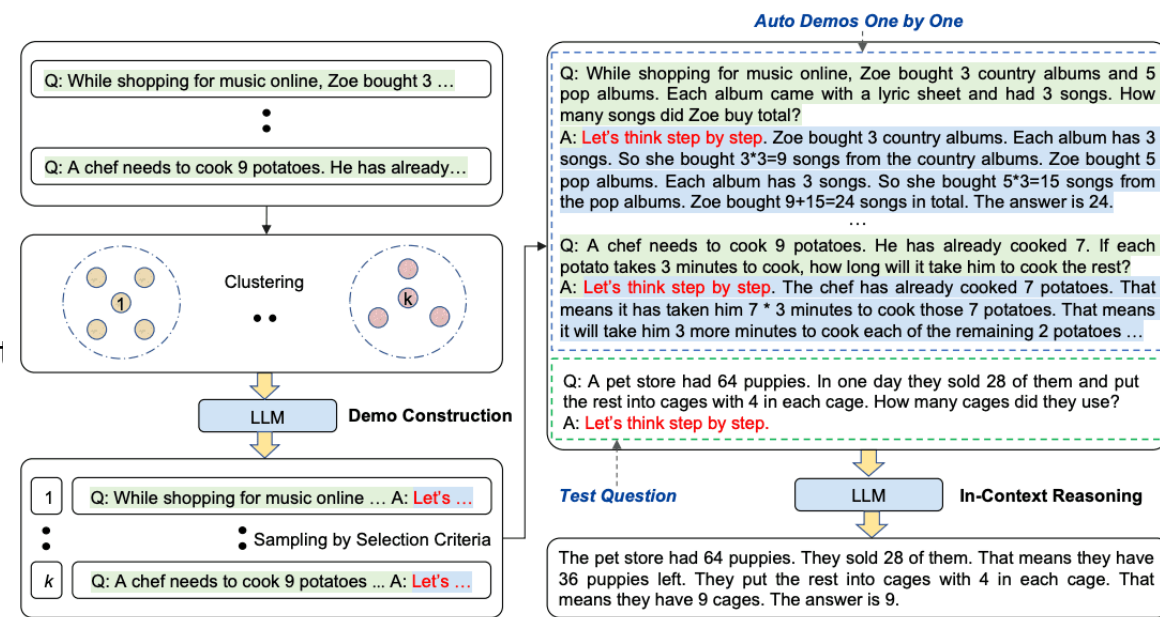 Q: While shopping for music online, Zoe bought 3 …
Q: A chef needs to cook 9 potatoes. He has already…
Clustering
1
k
LLM
Demo Construction
1
Q: While shopping for music online … A: Let's …
Sampling by Selection Criteria
k
Q: A chef needs to cook 9 potatoes ... A: Let's …
Auto Demos One by One
Q: While shopping for music online, Zoe bought 3 country albums and 5
pop albums. Each album came with a lyric sheet and had 3 songs. How
many songs did Zoe buy total?
A: Let's think step by step. Zoe bought 3 country albums. Each album has 3
songs. So she bought 3*3=9 songs from the country albums. Zoe bought 5
pop albums. Each album has 3 songs. So she bought 5*3=15 songs from
the pop albums. Zoe bought 9+15=24 songs in total. The answer is 24.
…
Q: A chef needs to cook 9 potatoes. He has already cooked 7. If each
potato takes 3 minutes to cook, how long will it take him to cook the rest?
A: Let's think step by step. The chef has already cooked 7 potatoes. That
means it has taken him 7 * 3 minutes to cook those 7 potatoes. That means
it will take him 3 more minutes to cook each of the remaining 2 potatoes …
Q: A pet store had 64 puppies. In one day they sold 28 of them and put
the rest into cages with 4 in each cage. How many cages did they use?
A: Let's think step by step.
Test Question
LLM
In-Context Reasoning
The pet store had 64 puppies. They sold 28 of them. That means they have
36 puppies left. They put the rest into cages with 4 in each cage. That
means they have 9 cages. The answer is 9.